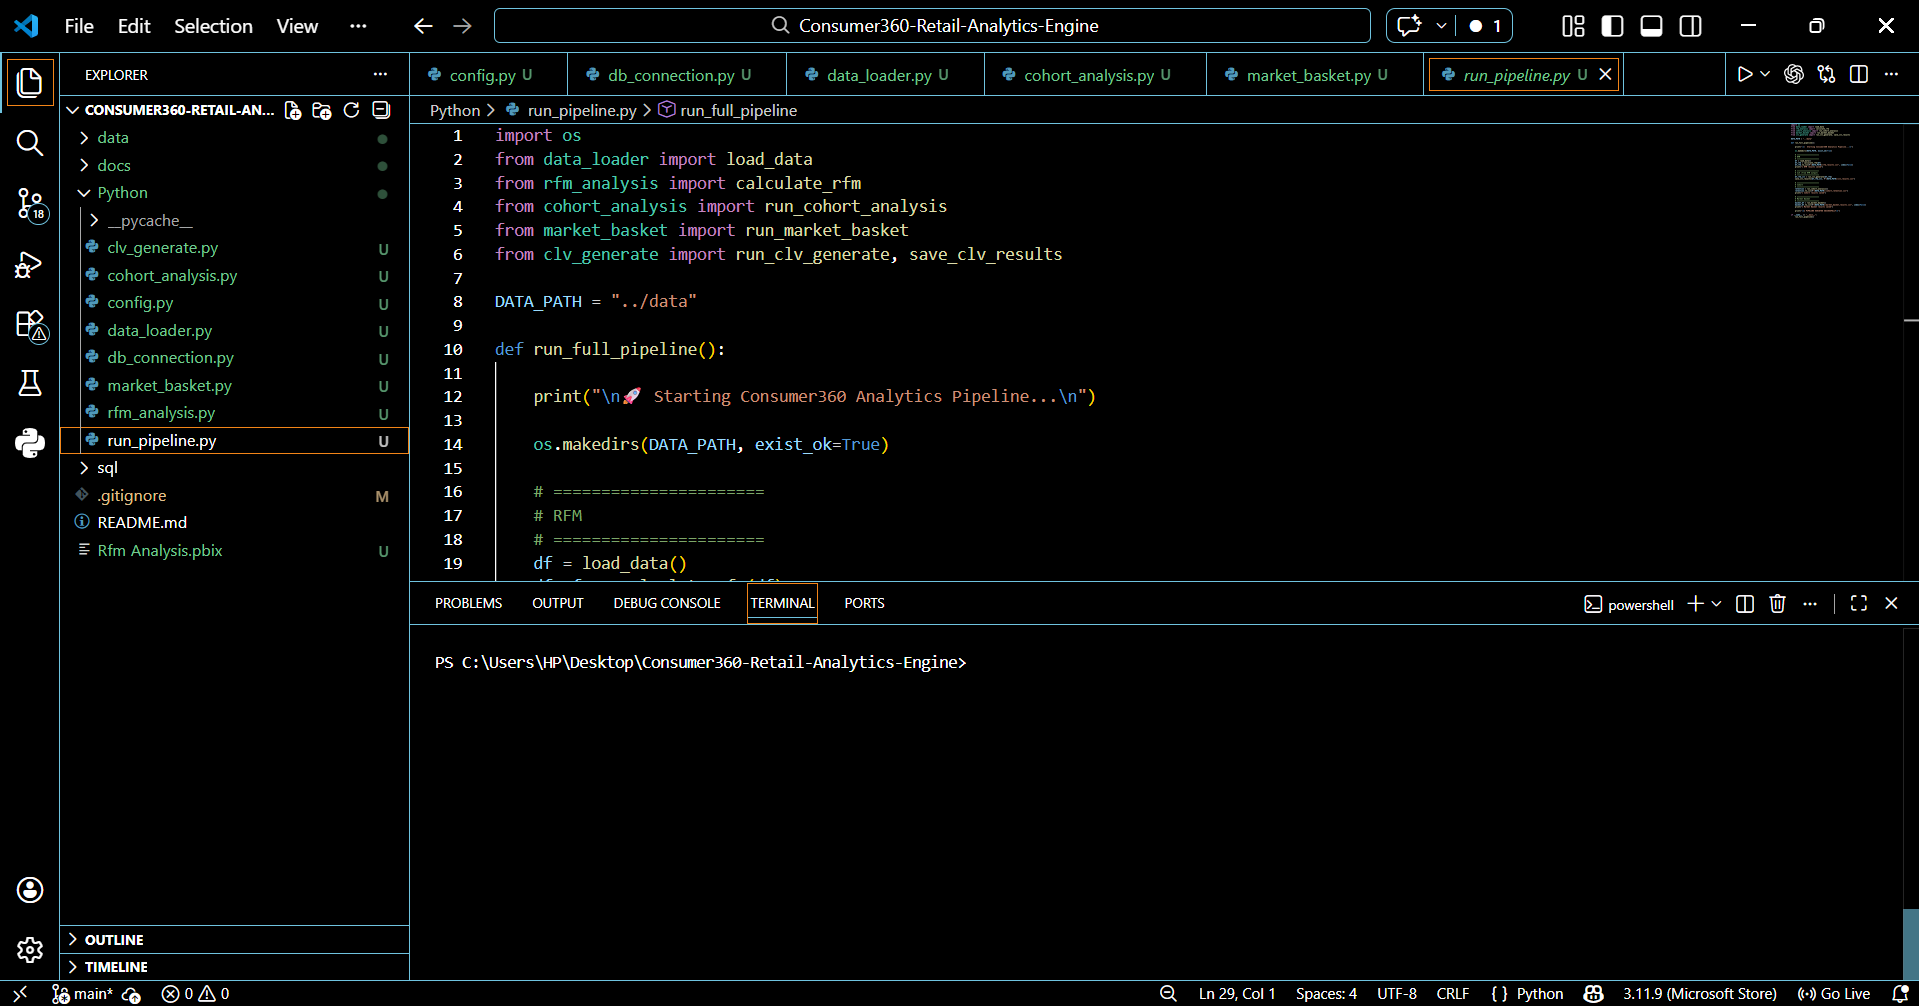 File Edit Selection View ··· Consumer360-Retail-Analytics-Engine 1
EXPLORER ···
CONSUMER360-RETAIL-AN...
data
docs
Python
__pycache__
clv_generate.py U
cohort_analysis.py U
config.py U
data_loader.py U
db_connection.py U
market_basket.py U
rfm_analysis.py U
run_pipeline.py U
sql
.gitignore M
README.md
Rfm Analysis.pbix U
OUTLINE
TIMELINE
18
config.py U db_connection.py U data_loader.py U cohort_analysis.py U market_basket.py U run_pipeline.py U
Python > run_pipeline.py > run_full_pipeline
1 import os
2 from data_loader import load_data
3 from rfm_analysis import calculate_rfm
4 from cohort_analysis import run_cohort_analysis
5 from market_basket import run_market_basket
6 from clv_generate import run_clv_generate, save_clv_results
7
8 DATA_PATH = "../data"
9
10 def run_full_pipeline():
11
12 print("\n🚀 Starting Consumer360 Analytics Pipeline...\n")
13
14 os.makedirs(DATA_PATH, exist_ok=True)
15
16 # ======================
17 # RFM
18 # ======================
19 df = load_data()
PROBLEMS OUTPUT DEBUG CONSOLE TERMINAL PORTS powershell
PS C:\Users\HP\Desktop\Consumer360-Retail-Analytics-Engine>
main* 0 0 Ln 29, Col 1 Spaces: 4 UTF-8 CRLF { } Python 3.11.9 (Microsoft Store) Go Live